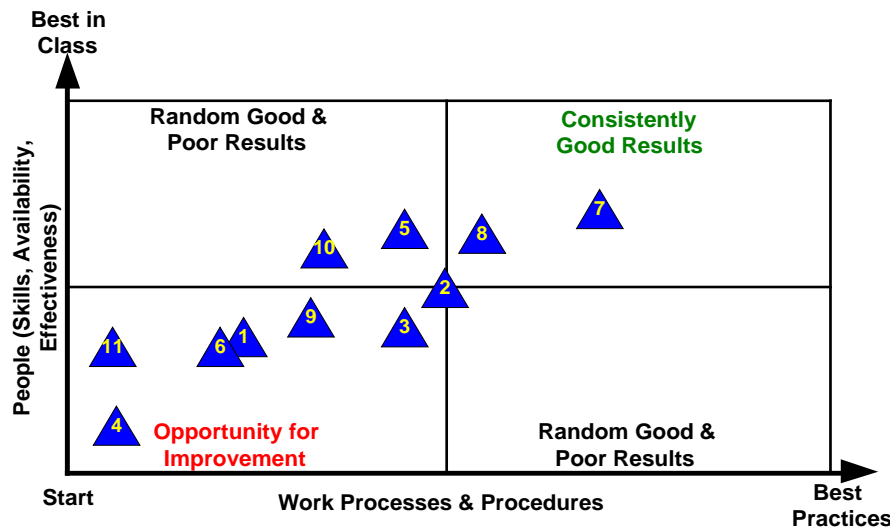 Best in
Class
Random Good &
Poor Results
Consistently
Good Results
People (Skills, Availability,
Effectiveness)
7
5
8
10
2
9
3
1
6
11
4
Opportunity for
Improvement
Random Good &
Poor Results
Start
Work Processes & Procedures
Best
Practices